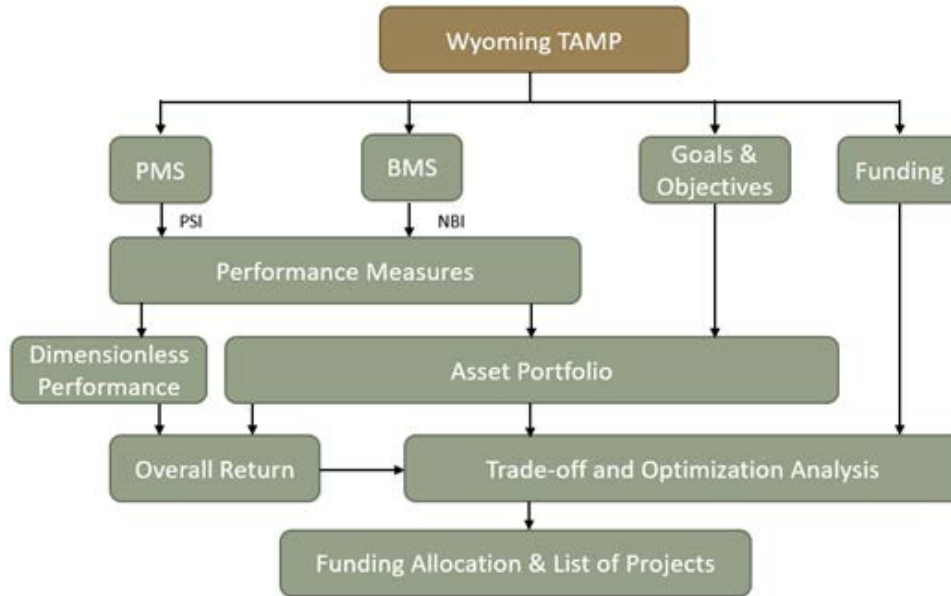 Wyoming TAMP
PMS
BMS
Goals &
Objectives
Funding
PSI
NBI
Performance Measures
Dimensionless
Performance
Asset Portfolio
Overall Return
Trade-off and Optimization Analysis
Funding Allocation & List of Projects